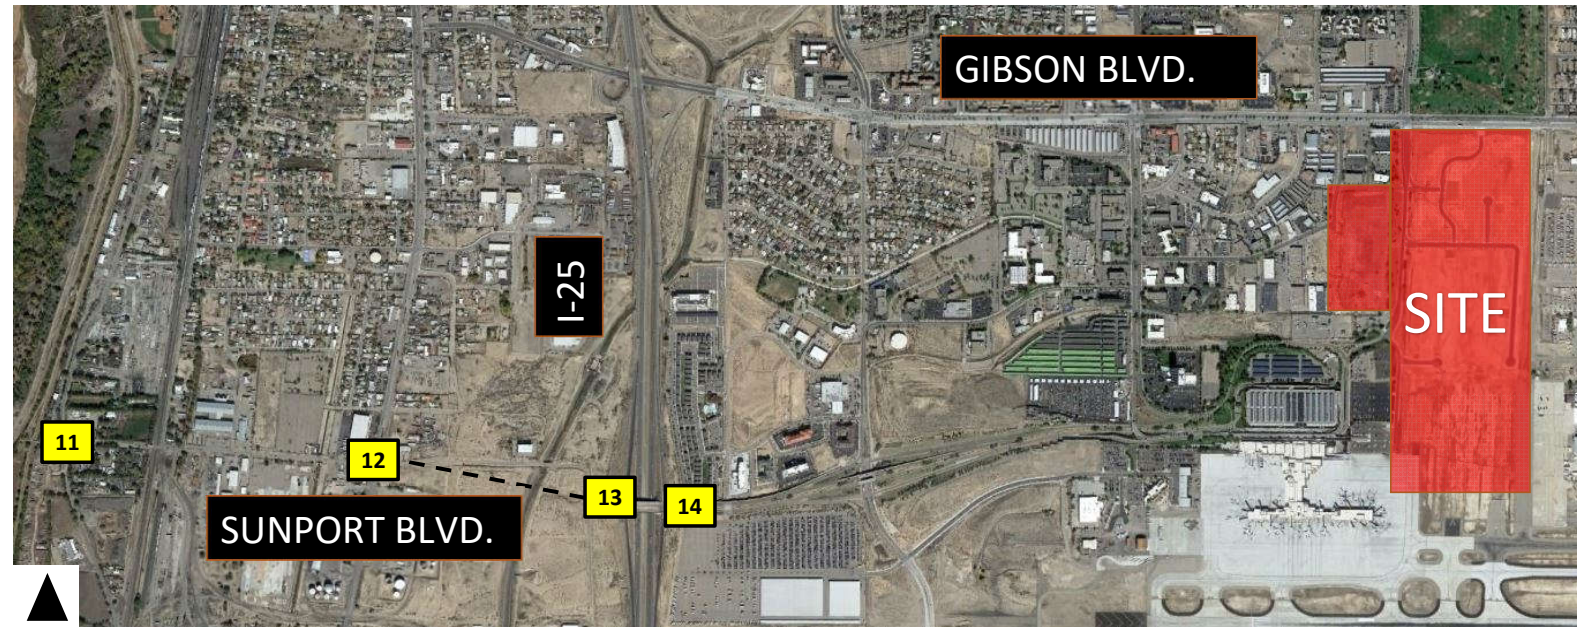 GIBSON BLVD.
I-25
SITE
11
12
13
14
SUNPORT BLVD.